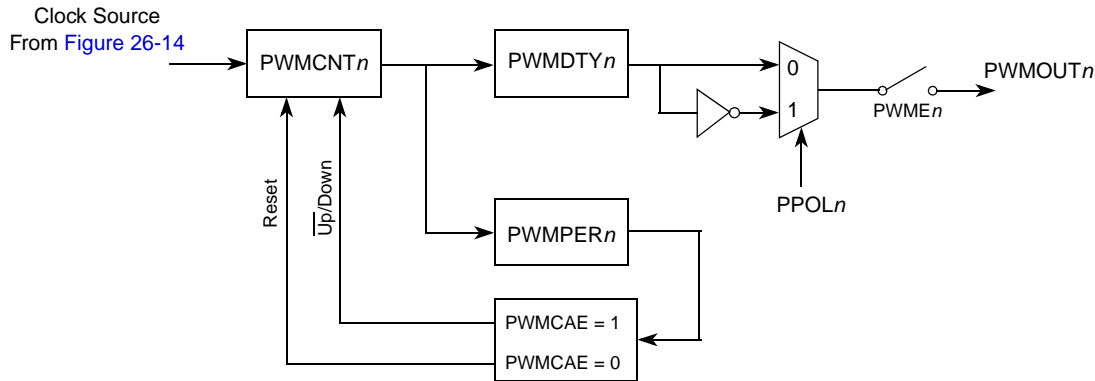 Clock Source
From Figure 26-14
PWMCNTn
PWMDTYn
0
1
PWMEn
PWMOUTn
PPOLn
Reset
Up/Down
PWMPERn
PWMCAE = 1
PWMCAE = 0